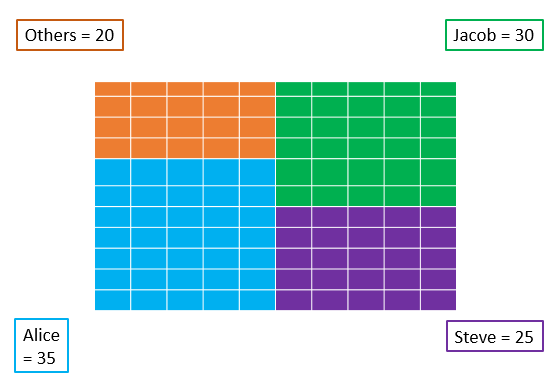 Others = 20
Jacob = 30
Alice
= 35
Steve = 25